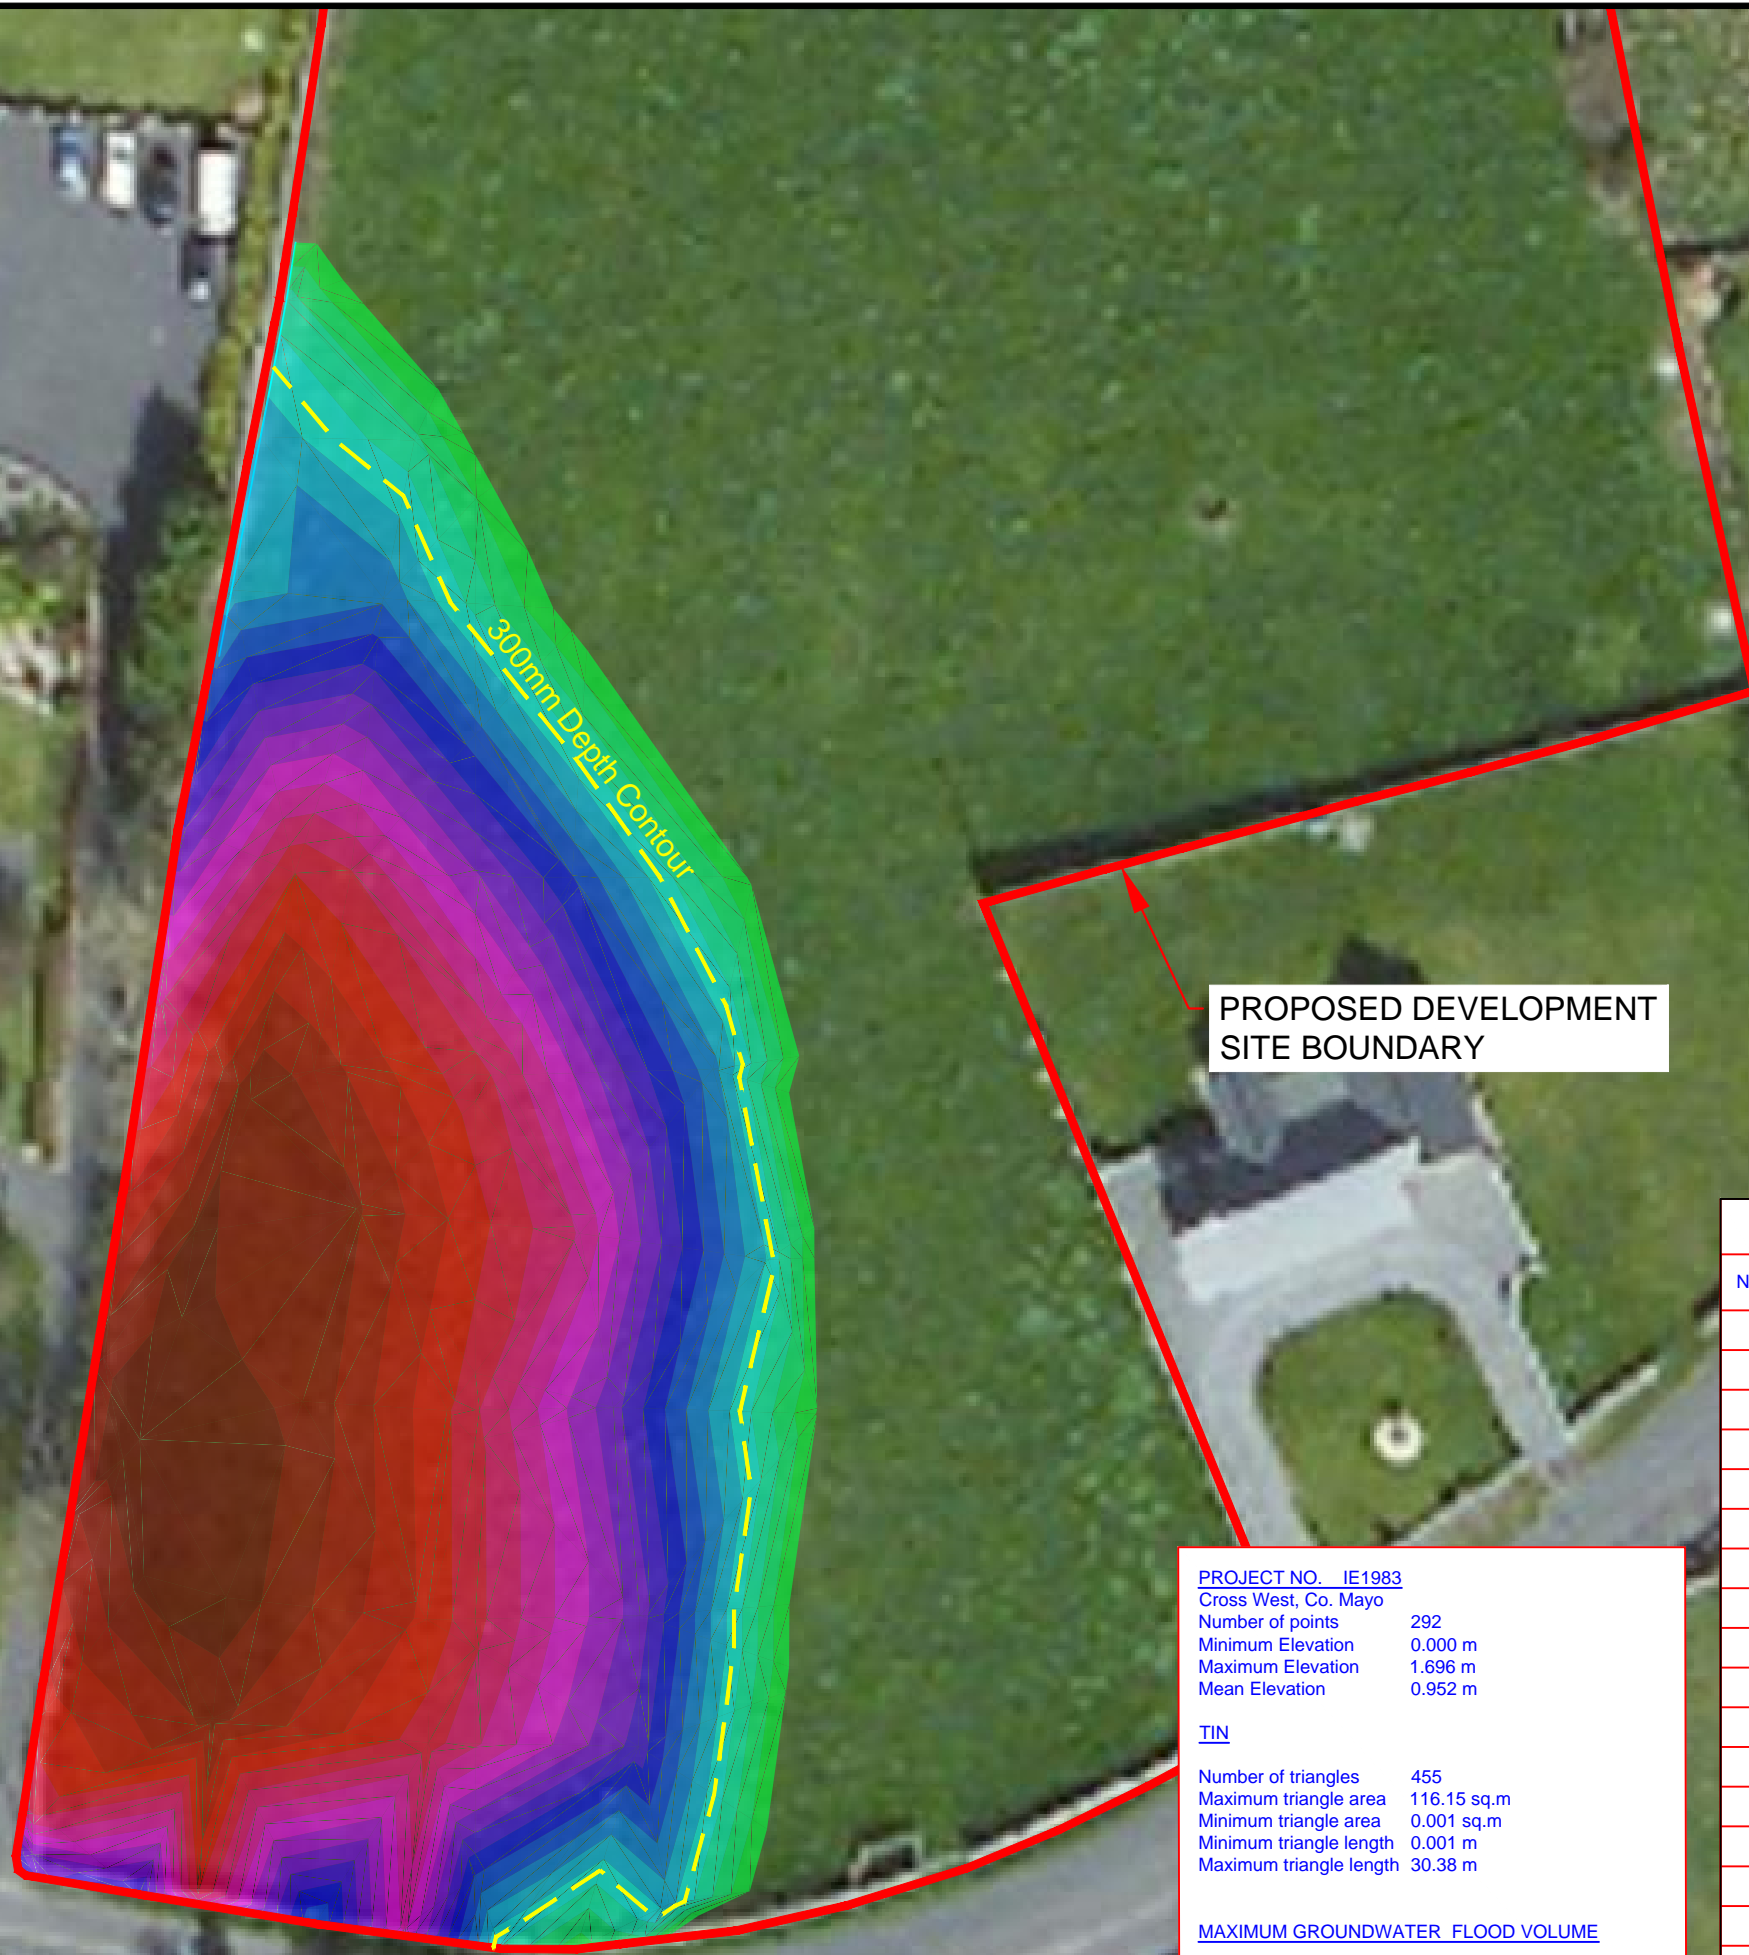 300mm Depth Contour
PROPOSED DEVELOPMENT
SITE BOUNDARY
N
PROJECT NO. IE1983
Cross West, Co. Mayo
Number of points 292
Minimum Elevation 0.000 m
Maximum Elevation 1.696 m
Mean Elevation 0.952 m
TIN
Number of triangles 455
Maximum triangle area 116.15 sq.m
Minimum triangle area 0.001 sq.m
Minimum triangle length 0.001 m
Maximum triangle length 30.38 m
MAXIMUM GROUNDWATER FLOOD VOLUME